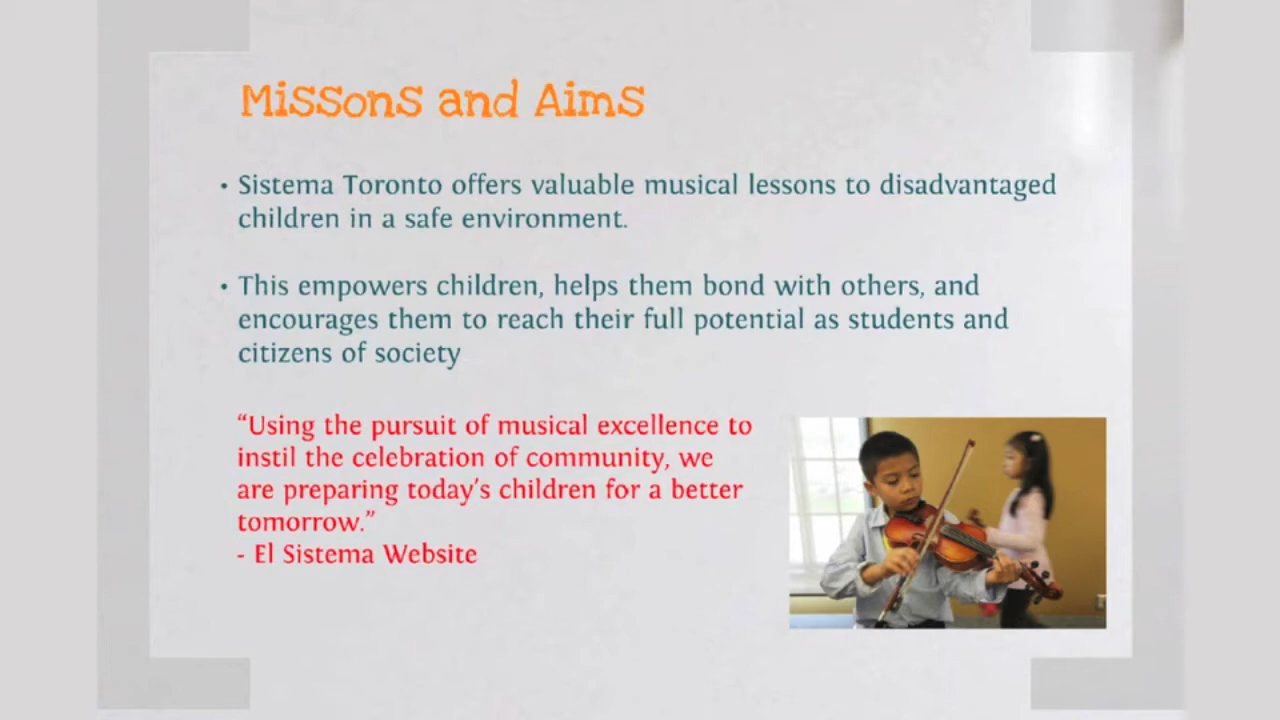 Missons and Aims
• Sistema Toronto offers valuable musical lessons to disadvantaged
children in a safe environment.
• This empowers children, helps them bond with others, and
encourages them to reach their full potential as students and
citizens of society
“Using the pursuit of musical excellence to
instil the celebration of community, we
are preparing today's children for a better
tomorrow.”
- El Sistema Website